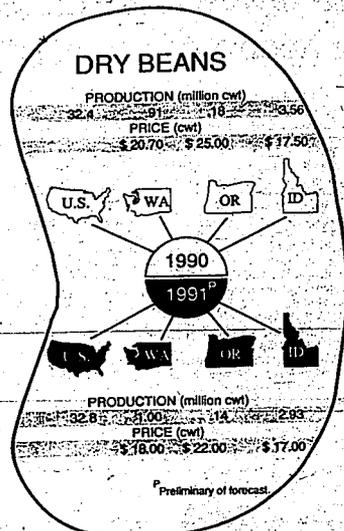 DRY BEANS
PRODUCTION (million cwt)
32.4 .91 .18 3.56
PRICE (cwt)
$20.70 $25.00 $17.50
U.S. WA OR ID
1990
1991P
U.S. WA OR ID
PRODUCTION (million cwt)
32.8 1.00 .14 2.93
PRICE (cwt)
$18.00 $22.00 $17.00
P Preliminary of forecast.